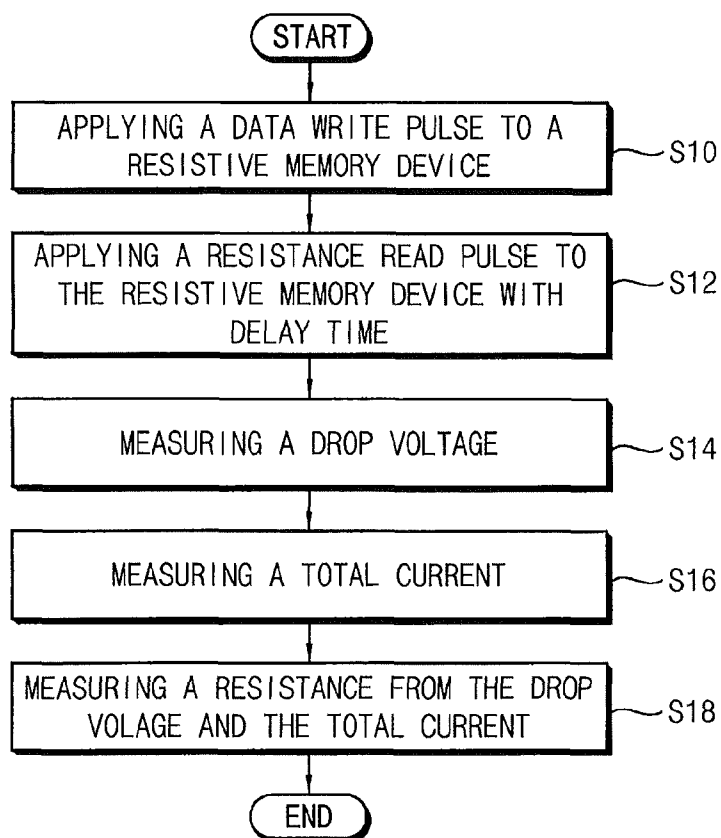 START
APPLYING A DATA WRITE PULSE TO A
RESISTIVE MEMORY DEVICE
S10
APPLYING A RESISTANCE READ PULSE TO
THE RESISTIVE MEMORY DEVICE WITH
DELAY TIME
S12
MEASURING A DROP VOLTAGE
S14
MEASURING A TOTAL CURRENT
S16
MEASURING A RESISTANCE FROM THE DROP
VOLAGE AND THE TOTAL CURRENT
S18
END